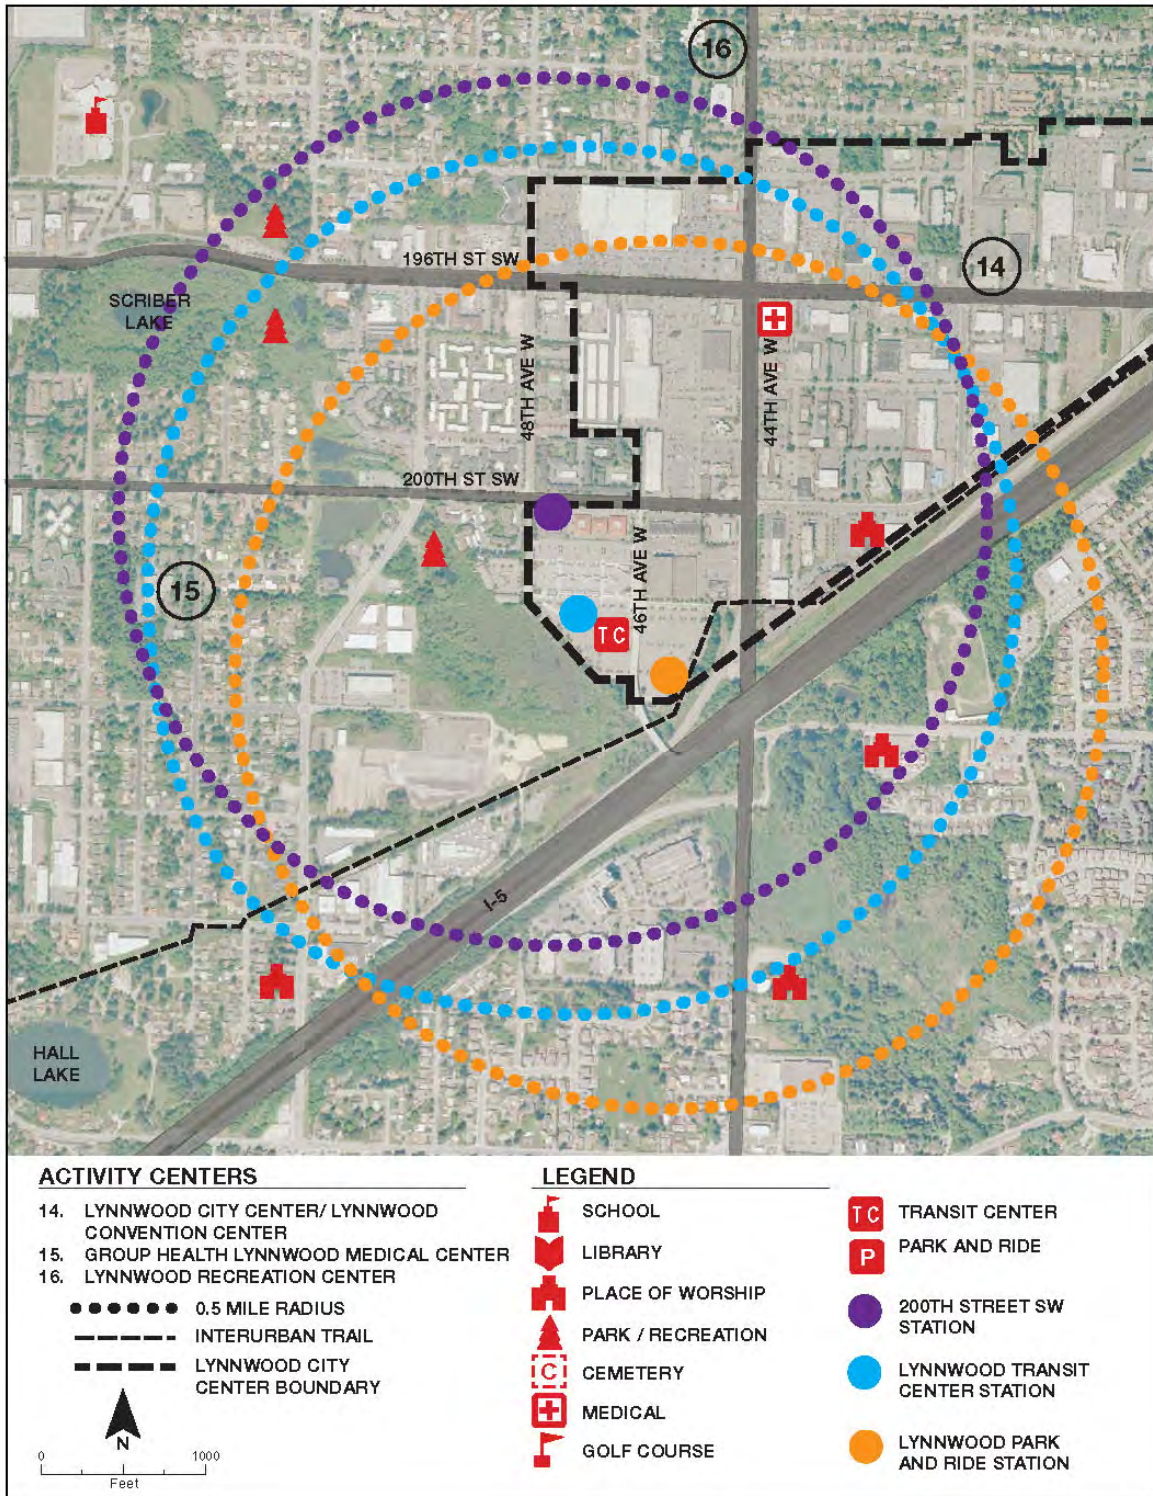 16
196TH ST SW
14
SCRIBER
LAKE
48TH AVE W
44TH AVE W
200TH ST SW
15
46TH AVE W
T C
I-5
HALL
LAKE
ACTIVITY CENTERS
14. LYNNWOOD CITY CENTER/ LYNNWOOD
CONVENTION CENTER
15. GROUP HEALTH LYNNWOOD MEDICAL CENTER
16. LYNNWOOD RECREATION CENTER
0.5 MILE RADIUS
INTERURBAN TRAIL
LYNNWOOD CITY
CENTER BOUNDARY
N
0 1000
Feet
LEGEND
SCHOOL
LIBRARY
PLACE OF WORSHIP
PARK / RECREATION
C CEMETERY
MEDICAL
GOLF COURSE
T C TRANSIT CENTER
P PARK AND RIDE
200TH STREET SW
STATION
LYNNWOOD TRANSIT
CENTER STATION
LYNNWOOD PARK
AND RIDE STATION